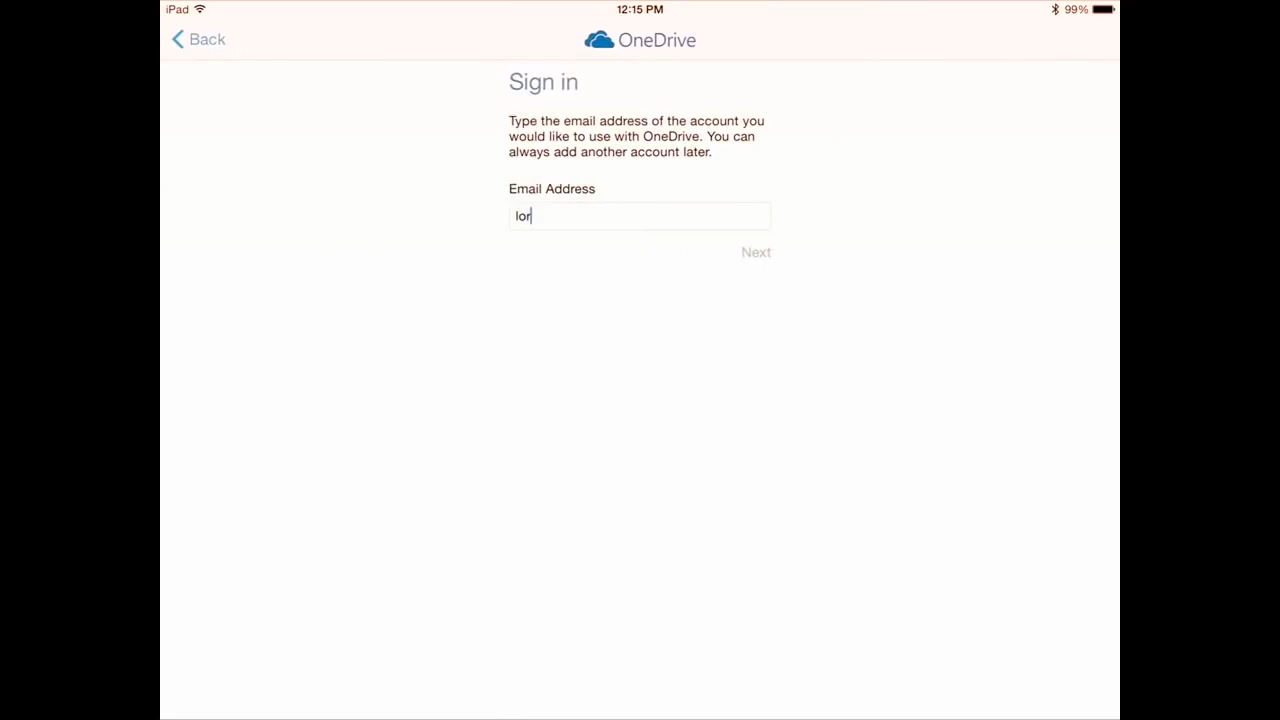 iPad 12:15 PM 99%
Back OneDrive
Sign in
Type the email address of the account you
would like to use with OneDrive. You can
always add another account later.
Email Address
lor
Next